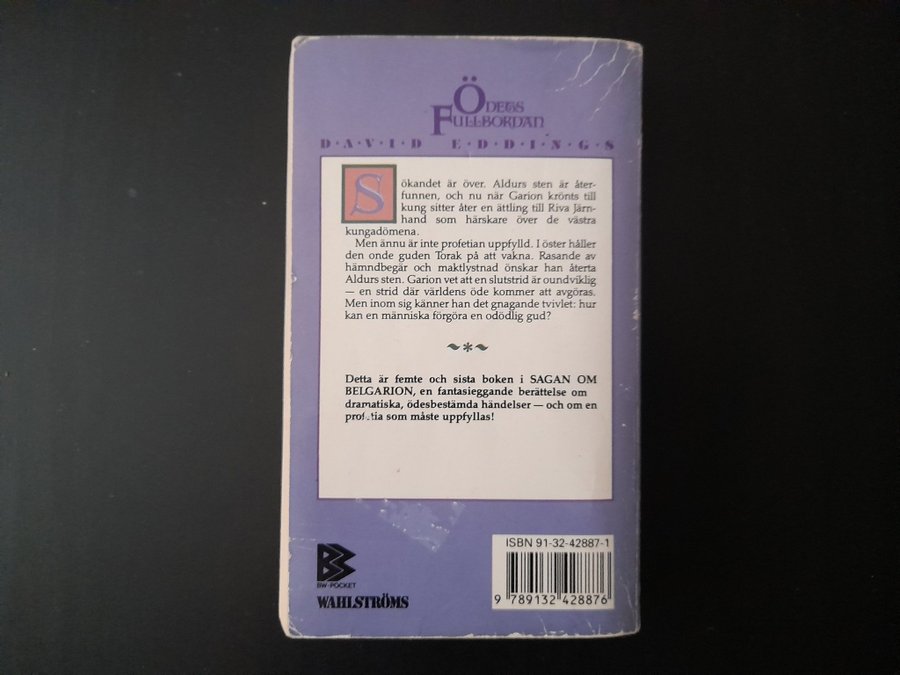 Ödets
Fullbordan
D·A·V·I·D E·D·D·I·N·G·S
Sökandet är över. Aldurs sten är åter-
funnen, och nu när Garion krönts till
kung sitter åter en ättling till Riva Järn-
hand som härskare över de västra
kungadömena.
Men ännu är inte profetian uppfylld. I öster håller
den onde guden Torak på att vakna. Rasande av
hämndbegär och maktlystnad önskar han återta
Aldurs sten. Garion vet att en slutstrid är oundviklig
— en strid där världens öde kommer att avgöras.
Men inom sig känner han det gnagande tvivlet: hur
kan en människa förgöra en odödlig gud?
Detta är femte och sista boken i SAGAN OM
BELGARION, en fantasieggande berättelse om
dramatiska, ödesbestämda händelser — och om en
profetia som måste uppfyllas!
ISBN 91-32-42887-1
BW-POCKET
WAHLSTRÖMS
9 789132 428876